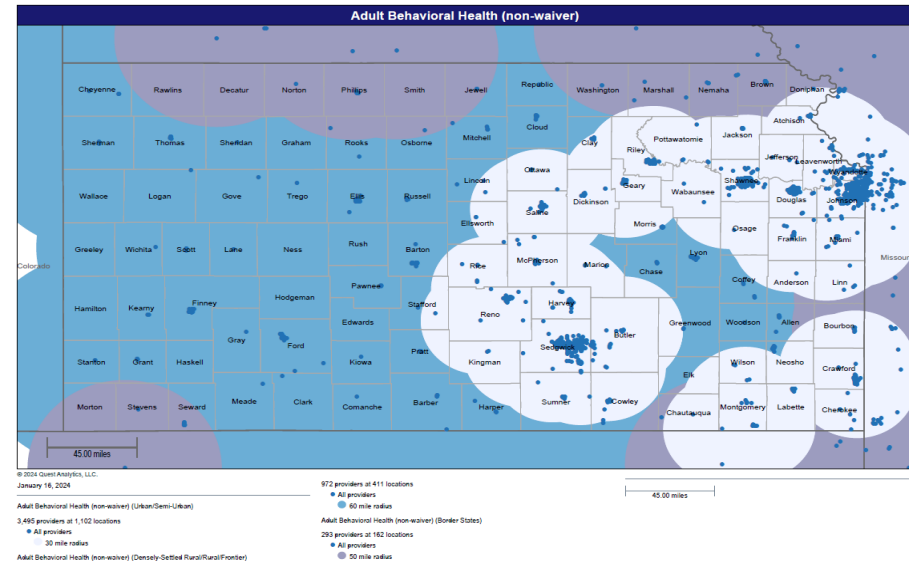 Adult Behavioral Health (non-waiver)
Cheyenne Rawlins Decatur Norton Phillips Smith Jewell Republic Washington Marshall Nemaha Brown Doniphan
Sherman Thomas Sheridan Graham Rooks Osborne Mitchell Cloud Clay Riley Pottawatomie Jackson Atchison
Jefferson Leavenworth
Wallace Logan Gove Trego Ellis Russell Lincoln Ottawa Saline Dickinson Geary Wabaunsee Shawnee Douglas Johnson Wyandotte
Ellsworth Morris Osage Franklin Miami
Greeley Wichita Scott Lane Ness Rush Barton Rice McPherson Marion Chase Lyon
Colorado
Missouri
Hamilton Kearny Finney Hodgeman Pawnee Stafford Reno Harvey Coffey Anderson Linn
Gray Ford Edwards Sedgwick Butler Greenwood Woodson Allen Bourbon
Stanton Grant Haskell Kiowa Pratt Kingman Elk Wilson Neosho Crawford
Morton Stevens Seward Meade Clark Comanche Barber Harper Sumner Cowley Chautauqua Montgomery Labette Cherokee
45.00 miles
© 2024 Quest Analytics, LLC.
January 16, 2024
Adult Behavioral Health (non-waiver) (Urban/Semi-Urban)
3,495 providers at 1,102 locations
All providers
30 mile radius
Adult Behavioral Health (non-waiver) (Densely-Settled Rural/Rural/Frontier)
972 providers at 411 locations
All providers
60 mile radius
Adult Behavioral Health (non-waiver) (Border States)
293 providers at 162 locations
All providers
50 mile radius
45.00 miles